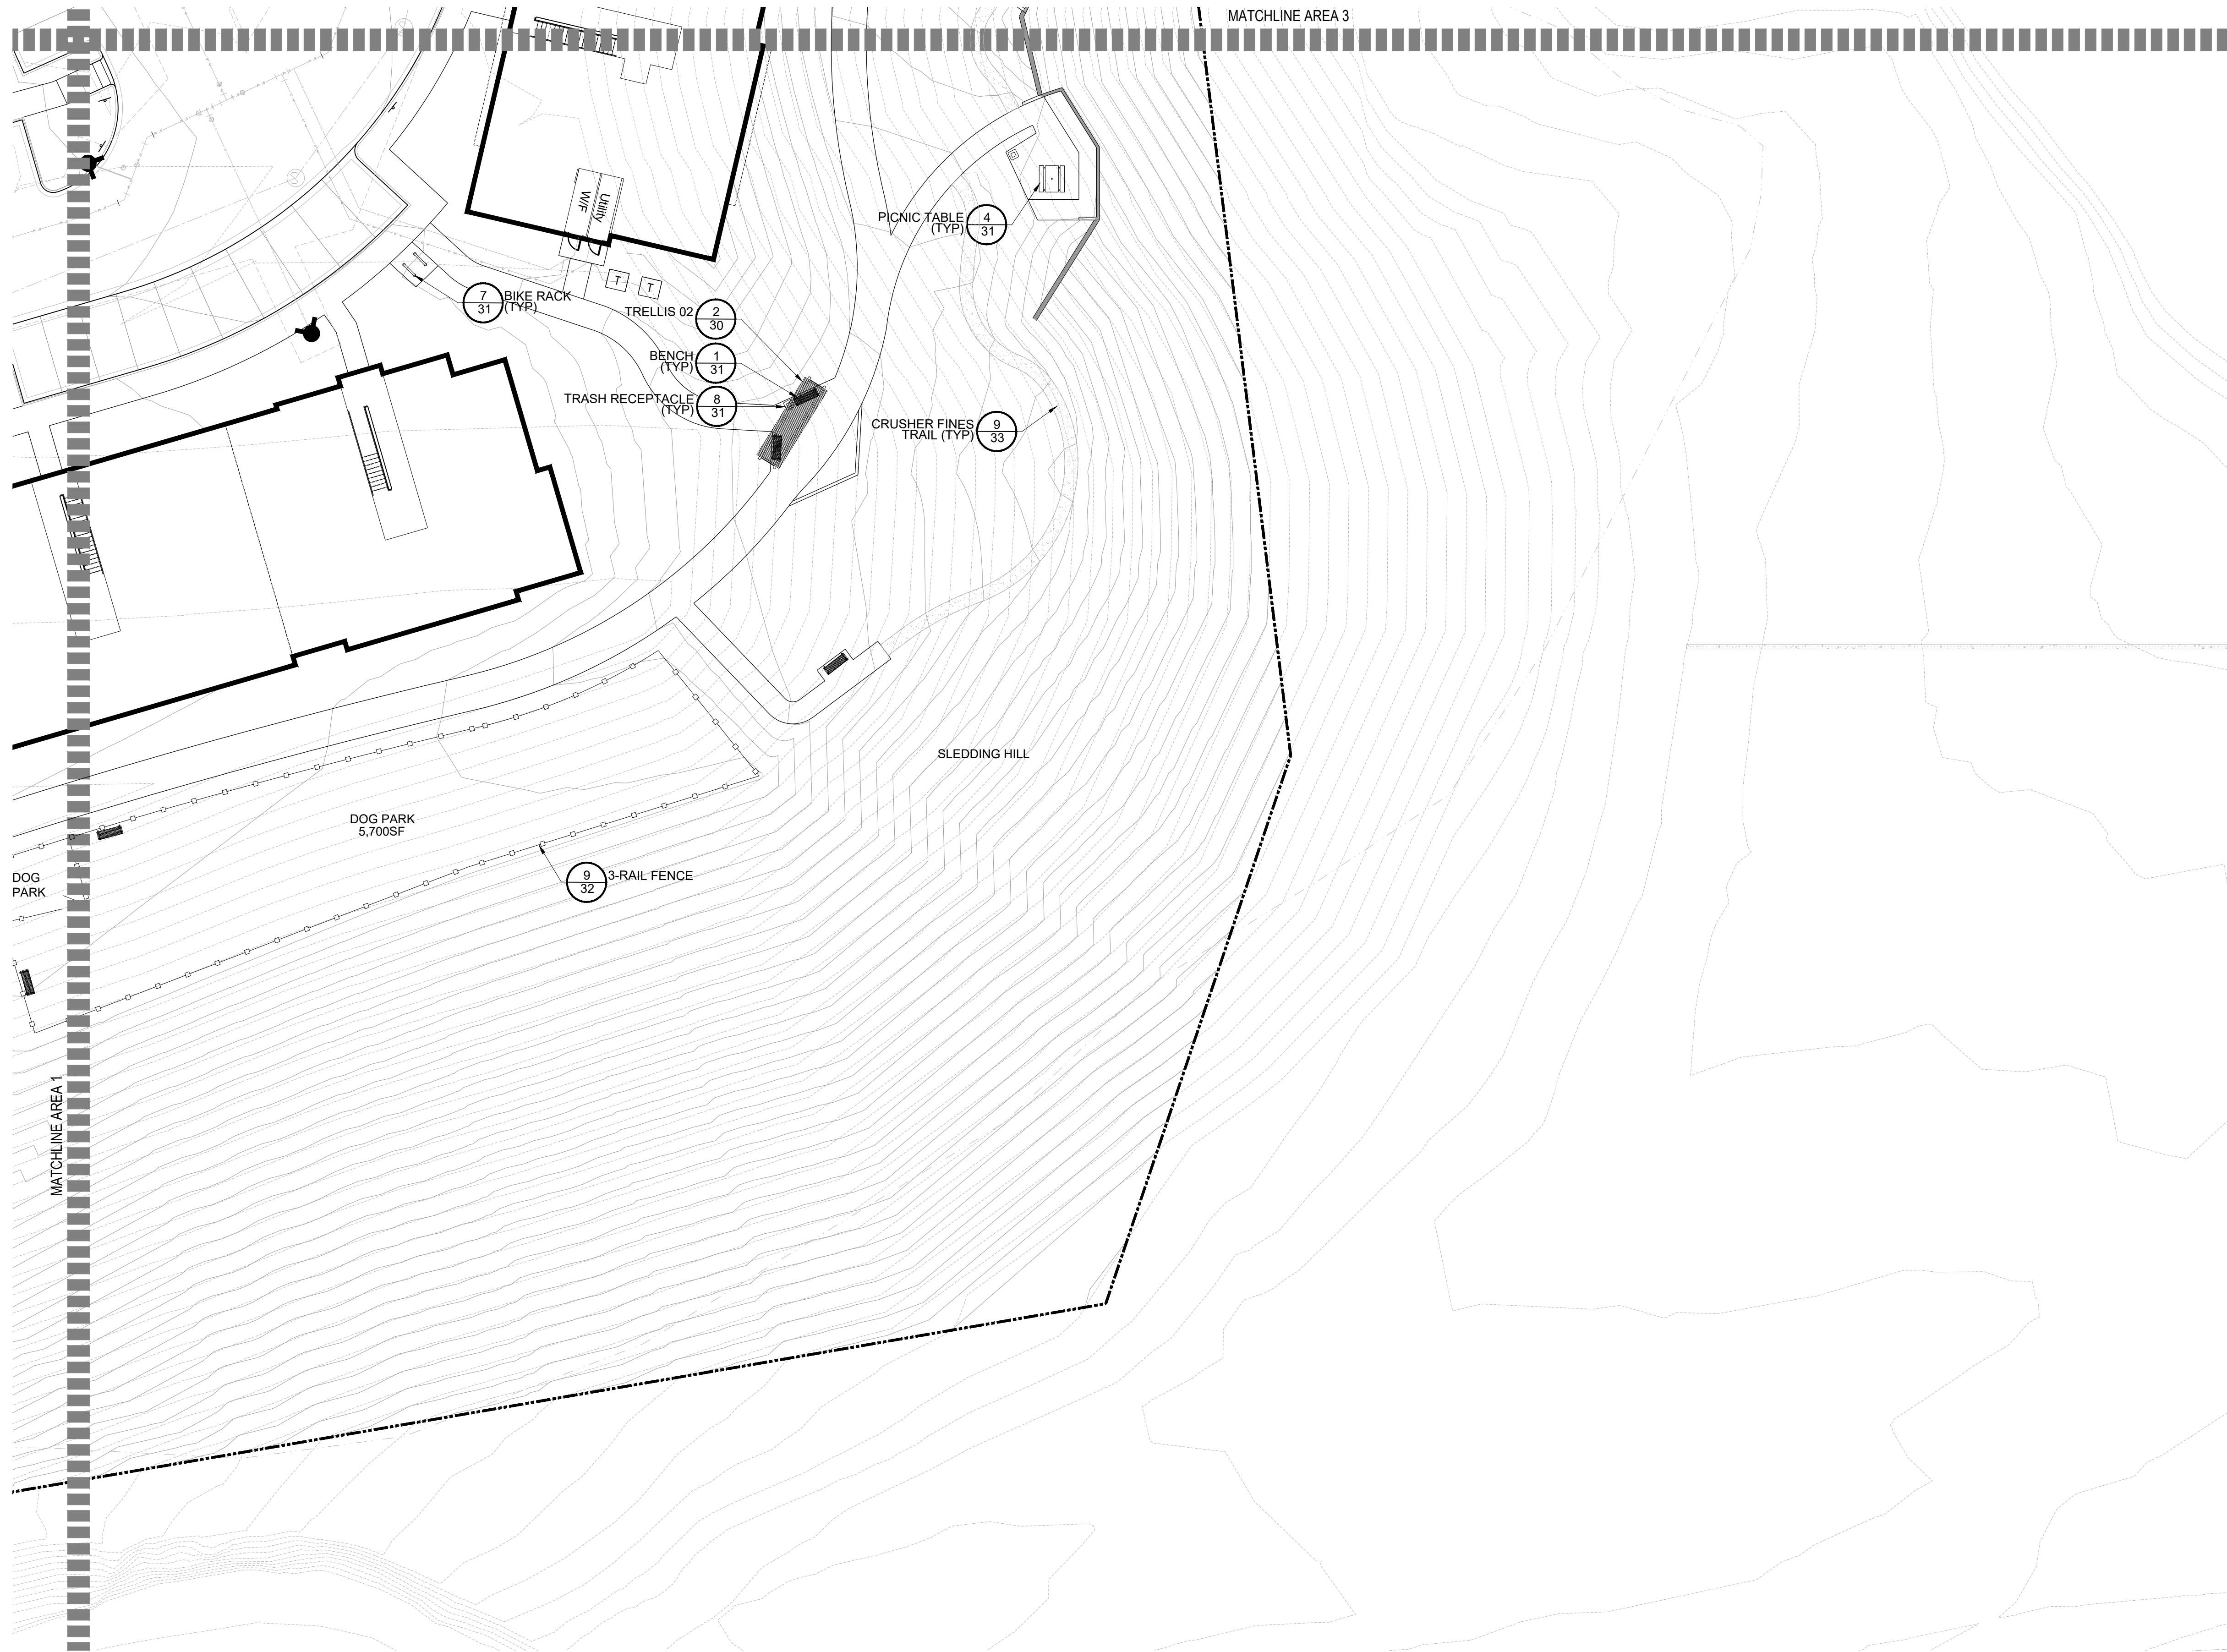 MATCHLINE AREA 3
Utility
W/F
PICNIC TABLE
(TYP)
4
31
7
31
BIKE RACK
(TYP)
T
T
TRELLIS 02
2
30
BENCH
(TYP)
1
31
TRASH RECEPTACLE
(TYP)
8
31
CRUSHER FINES
TRAIL (TYP)
9
33
SLEDDING HILL
DOG PARK
5,700SF
9
32
3-RAIL FENCE
DOG
PARK
MATCHLINE AREA 1